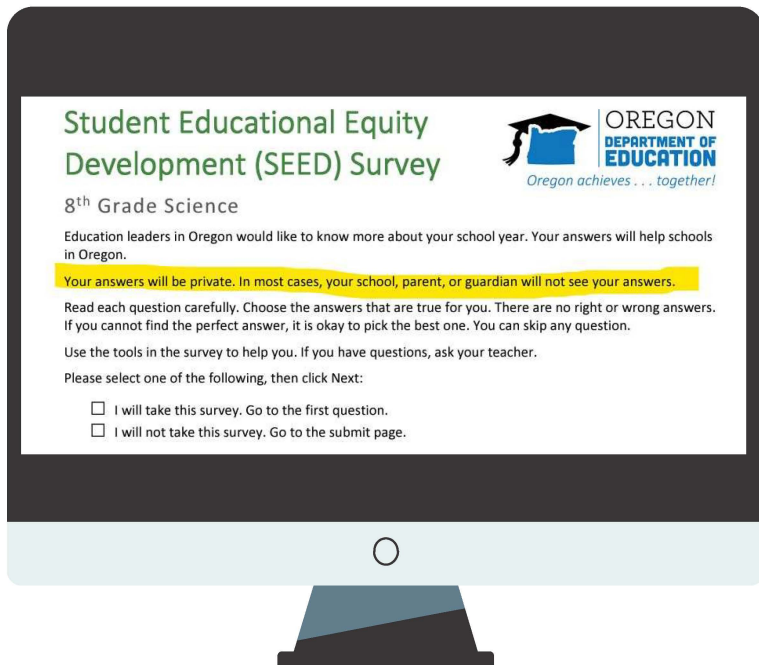 Student Educational Equity
Development (SEED) Survey
OREGON
DEPARTMENT OF
EDUCATION
Oregon achieves . . . together!
8th Grade Science
Education leaders in Oregon would like to know more about your school year. Your answers will help schools
in Oregon.
Your answers will be private. In most cases, your school, parent, or guardian will not see your answers.
Read each question carefully. Choose the answers that are true for you. There are no right or wrong answers.
If you cannot find the perfect answer, it is okay to pick the best one. You can skip any question.
Use the tools in the survey to help you. If you have questions, ask your teacher.
Please select one of the following, then click Next:
I will take this survey. Go to the first question.
I will not take this survey. Go to the submit page.